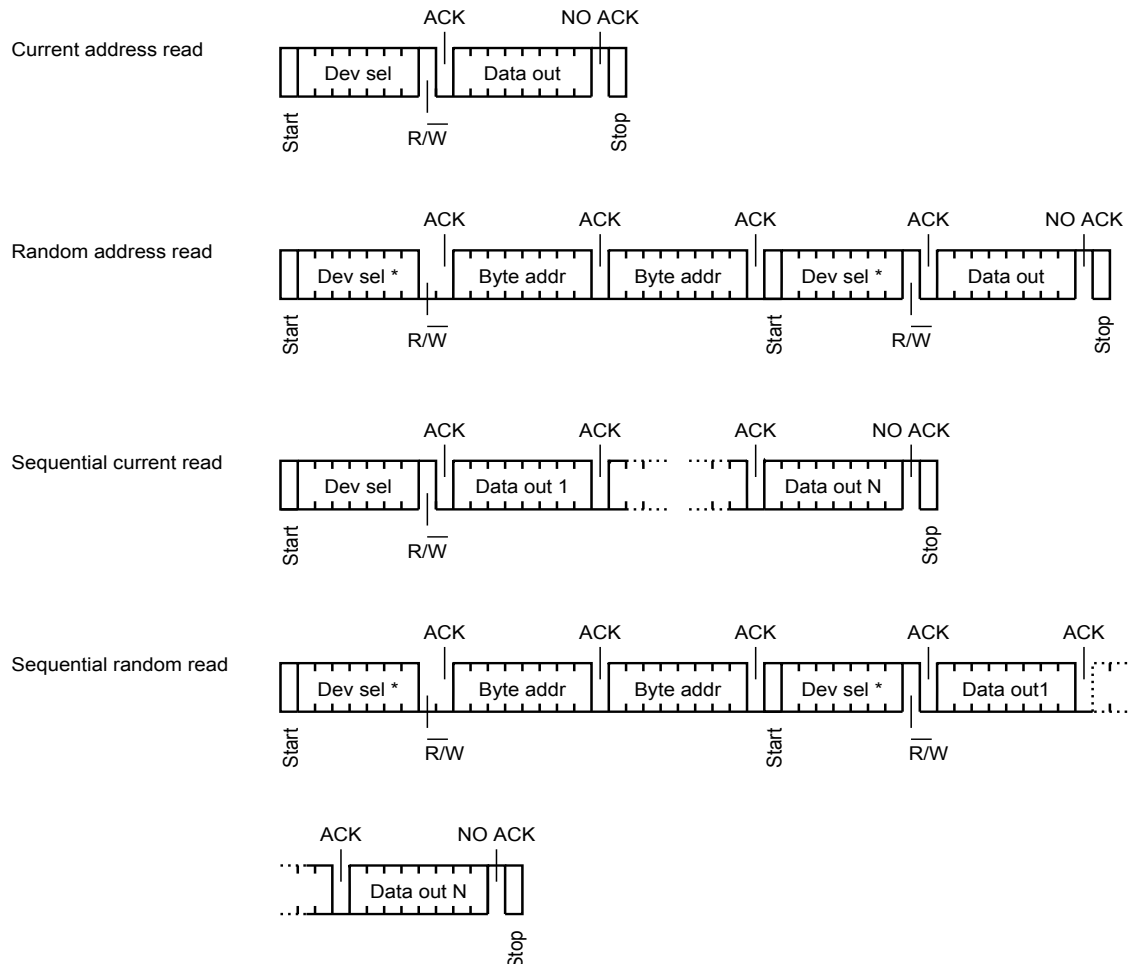 ACK NO ACK
Current address read
Dev sel Data out
Start R/W̅ Stop
ACK ACK ACK ACK NO ACK
Random address read
Dev sel * Byte addr Byte addr Dev sel * Data out
Start R/W̅ Start R/W̅ Stop
ACK ACK ACK NO ACK
Sequential current read
Dev sel Data out 1 Data out N
Start R/W̅ Stop
ACK ACK ACK ACK ACK
Sequential random read
Dev sel * Byte addr Byte addr Dev sel * Data out1
Start R̅/W Start R̅/W
ACK NO ACK
Data out N
Stop